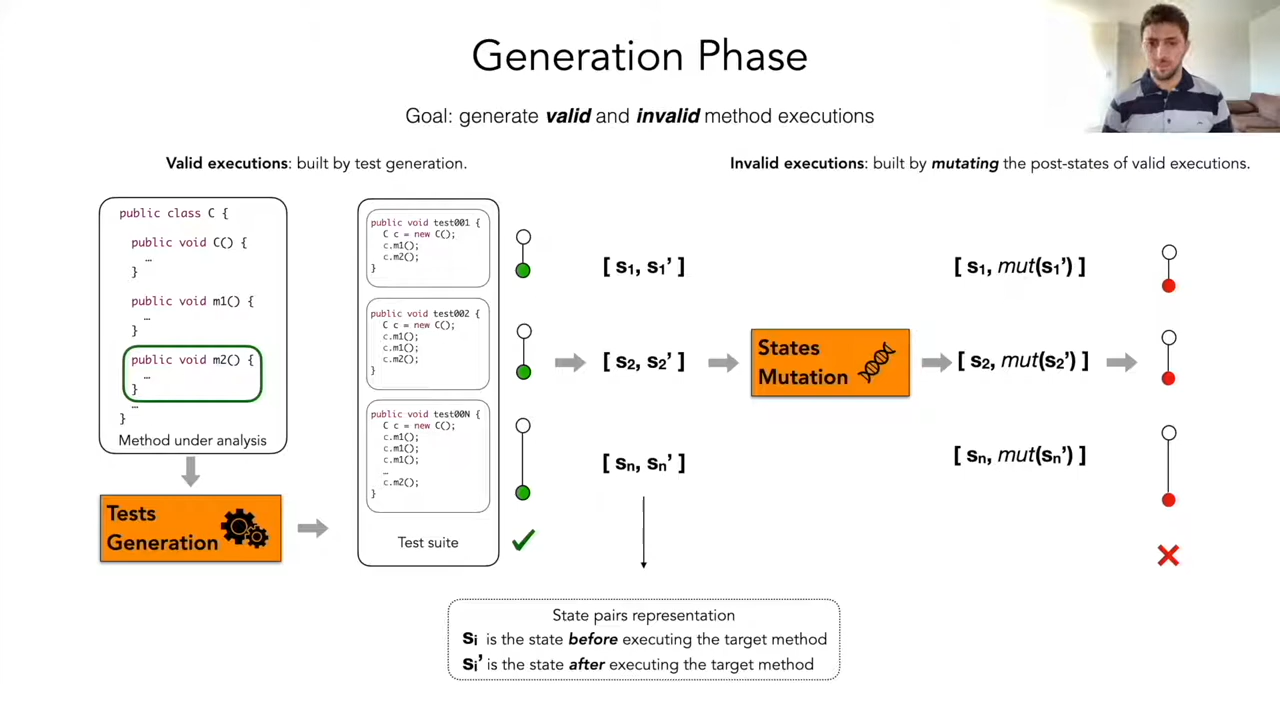 Generation Phase
Goal: generate valid and invalid method executions
Valid executions: built by test generation.
Invalid executions: built by mutating the post-states of valid executions.
public class C {
public void C() {
…
}
public void m1() {
…
}
public void m2() {
…
}
…
}
Method under analysis
Tests
Generation
public void test001 {
C c = new C();
c.m1();
c.m2();
}
public void test002 {
C c = new C();
c.m1();
c.m1();
c.m2();
}
public void test00N {
C c = new C();
c.m1();
c.m1();
c.m1();
…
c.m2();
}
Test suite
[ s₁, s₁’ ]
[ s₂, s₂’ ]
[ sₙ, sₙ’ ]
States
Mutation
[ s₁, mut(s₁’) ]
[ s₂, mut(s₂’) ]
[ sₙ, mut(sₙ’) ]
State pairs representation
sᵢ is the state before executing the target method
sᵢ’ is the state after executing the target method